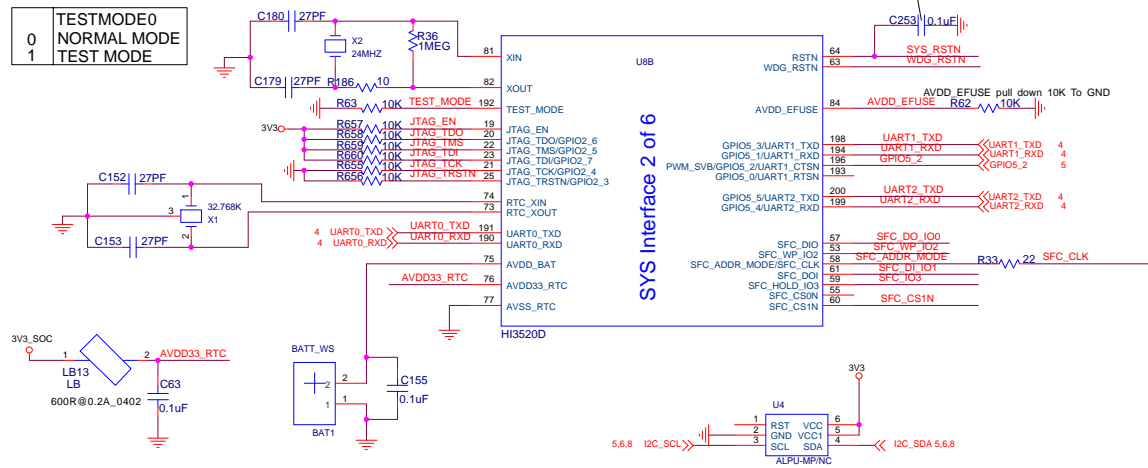 TESTMODE0
0 NORMAL MODE
1 TEST MODE
C180 27PF
X2
24MHZ
R36
1MEG
C179 27PF
R186 10
R63 10K TEST_MODE
3V3
R657 10K JTAG_EN
R658 10K JTAG_TDO
R659 10K JTAG_TMS
R660 10K JTAG_TDI
R655 10K JTAG_TCK
R656 10K JTAG_TRSTN
C152 27PF
1
3
2
32.768K
X1
C153 27PF
4 UART0_TXD UART0_TXD
4 UART0_RXD UART0_RXD
AVDD33_RTC
81 XIN
82 XOUT
192 TEST_MODE
19 JTAG_EN
20 JTAG_TDO/GPIO2_6
22 JTAG_TMS/GPIO2_5
23 JTAG_TDI/GPIO2_7
21 JTAG_TCK/GPIO2_4
25 JTAG_TRSTN/GPIO2_3
74 RTC_XIN
73 RTC_XOUT
191 UART0_TXD
190 UART0_RXD
75 AVDD_BAT
76 AVDD33_RTC
77 AVSS_RTC
U8B
SYS Interface 2 of 6
HI3520D
C253 0.1uF
RSTN 64 SYS_RSTN
WDG_RSTN 63 WDG_RSTN
AVDD_EFUSE pull down 10K To GND
AVDD_EFUSE 84 AVDD_EFUSE R62 10K
GPIO5_3/UART1_TXD 198 UART1_TXD UART1_TXD 4
GPIO5_1/UART1_RXD 194 UART1_RXD UART1_RXD 4
PWM_SVB/GPIO5_2/UART1_CTSN 196 GPIO5_2 GPIO5_2 5
GPIO5_0/UART1_RTSN 193
GPIO5_5/UART2_TXD 200 UART2_TXD UART2_TXD 4
GPIO5_4/UART2_RXD 199 UART2_RXD UART2_RXD 4
SFC_DIO 57 SFC_DO_IO0
SFC_WP_IO2 53 SFC_WP_IO2
SFC_ADDR_MODE/SFC_CLK 58 SFC_ADDR_MODE R33 22 SFC_CLK
SFC_DOI 61 SFC_DI_IO1
SFC_HOLD_IO3 59 SFC_IO3
SFC_CS0N 55
SFC_CS1N 60 SFC_CS1N
3V3_SOC
1 2 AVDD33_RTC
LB13
LB
600R@0.2A_0402
C63
0.1uF
BATT_WS
2 2
1 1
BAT1
C155
0.1uF
3V3
U4
1 RST VCC 6
2 GND VCC1 5
5,6,8 I2C_SCL 3 SCL SDA 4 I2C_SDA 5,6,8
ALPU-MP/NC